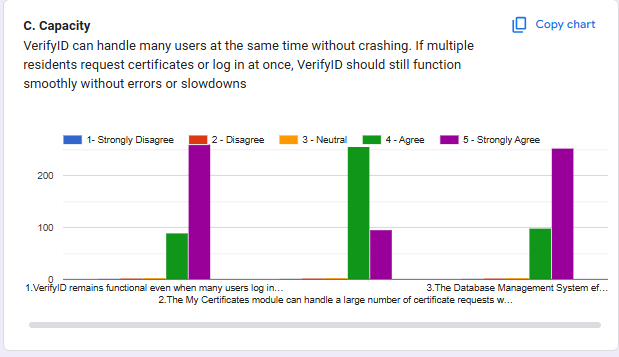 C. Capacity
Copy chart
VerifyID can handle many users at the same time without crashing. If multiple
residents request certificates or log in at once, VerifyID should still function
smoothly without errors or slowdowns
1- Strongly Disagree 2 - Disagree 3 - Neutral 4 - Agree 5 - Strongly Agree
200
100
0
1.VerifyID remains functional even when many users log in…
3.The Database Management System ef…
2.The My Certificates module can handle a large number of certificate requests w…